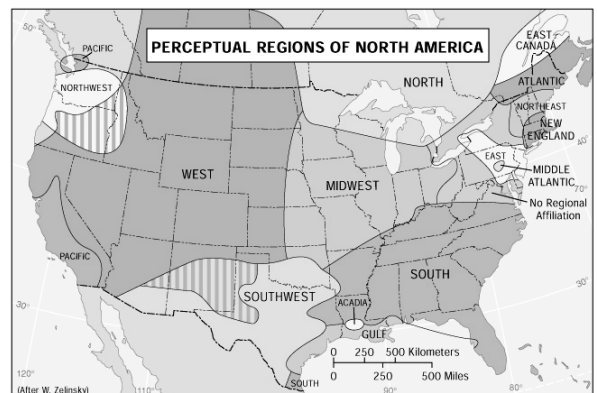 50°
PERCEPTUAL REGIONS OF NORTH AMERICA
EAST
CANADA
PACIFIC
NORTH
ATLANTIC
NORTHWEST
NORTHEAST
NEW
ENGLAND
40°
EAST
WEST
MIDWEST
MIDDLE
ATLANTIC
70°
No Regional
Affiliation
PACIFIC
SOUTH
30°
SOUTHWEST
ACADIA
30°
GULF
0 250 500 Kilometers
0 250 500 Miles
120°
SOUTH
(After W. Zelinsky)
110°
90°
80°